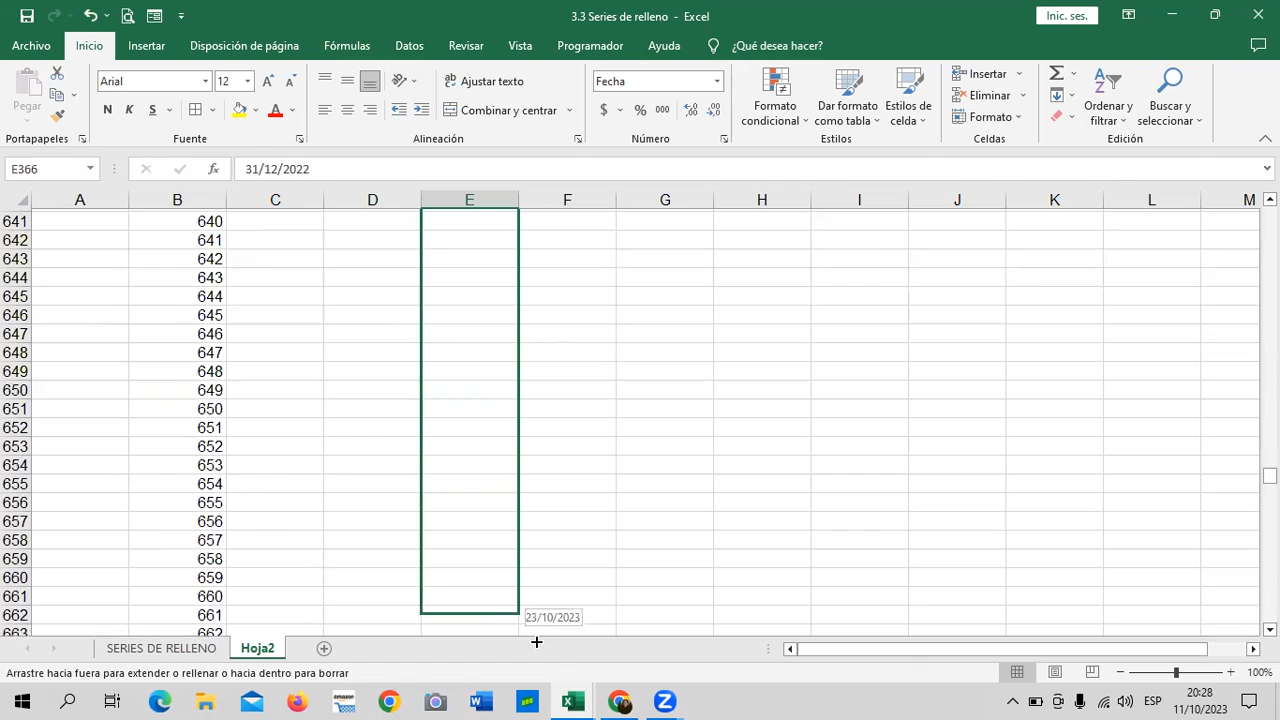 3.3 Series de relleno - Excel
Inic. ses.
Archivo Inicio Insertar Disposición de página Fórmulas Datos Revisar Vista Programador Ayuda ¿Qué desea hacer?
Pegar
Arial 12
N K S A
Ajustar texto
Combinar y centrar
Fecha
$ % 000
Formato condicional
Dar formato como tabla
Estilos de celda
Insertar
Eliminar
Formato
Ordenar y filtrar
Buscar y seleccionar
Portapapeles Fuente Alineación Número Estilos Celdas Edición
E366 fx 31/12/2022
A B C D E F G H I J K L M
641 640
642 641
643 642
644 643
645 644
646 645
647 646
648 647
649 648
650 649
651 650
652 651
653 652
654 653
655 654
656 655
657 656
658 657
659 658
660 659
661 660
662 661
663 662
23/10/2023
SERIES DE RELLENO Hoja2
Arrastre hacia fuera para extender o rellenar o hacia dentro para borrar
100%
amazon
ESP
20:28
11/10/2023